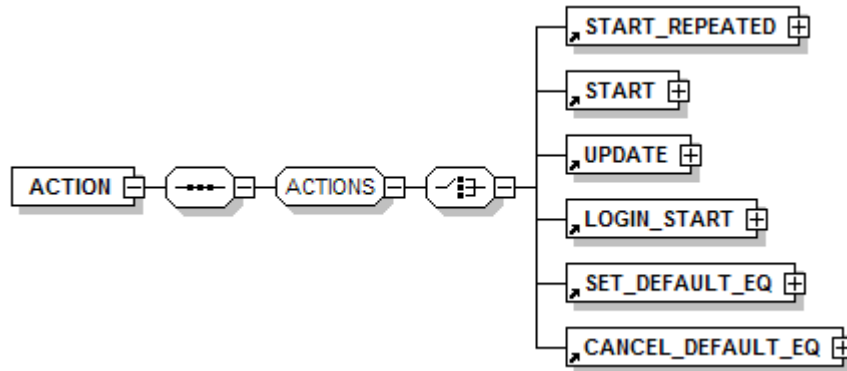 START_REPEATED
START
UPDATE
ACTION
ACTIONS
LOGIN_START
SET_DEFAULT_EQ
CANCEL_DEFAULT_EQ